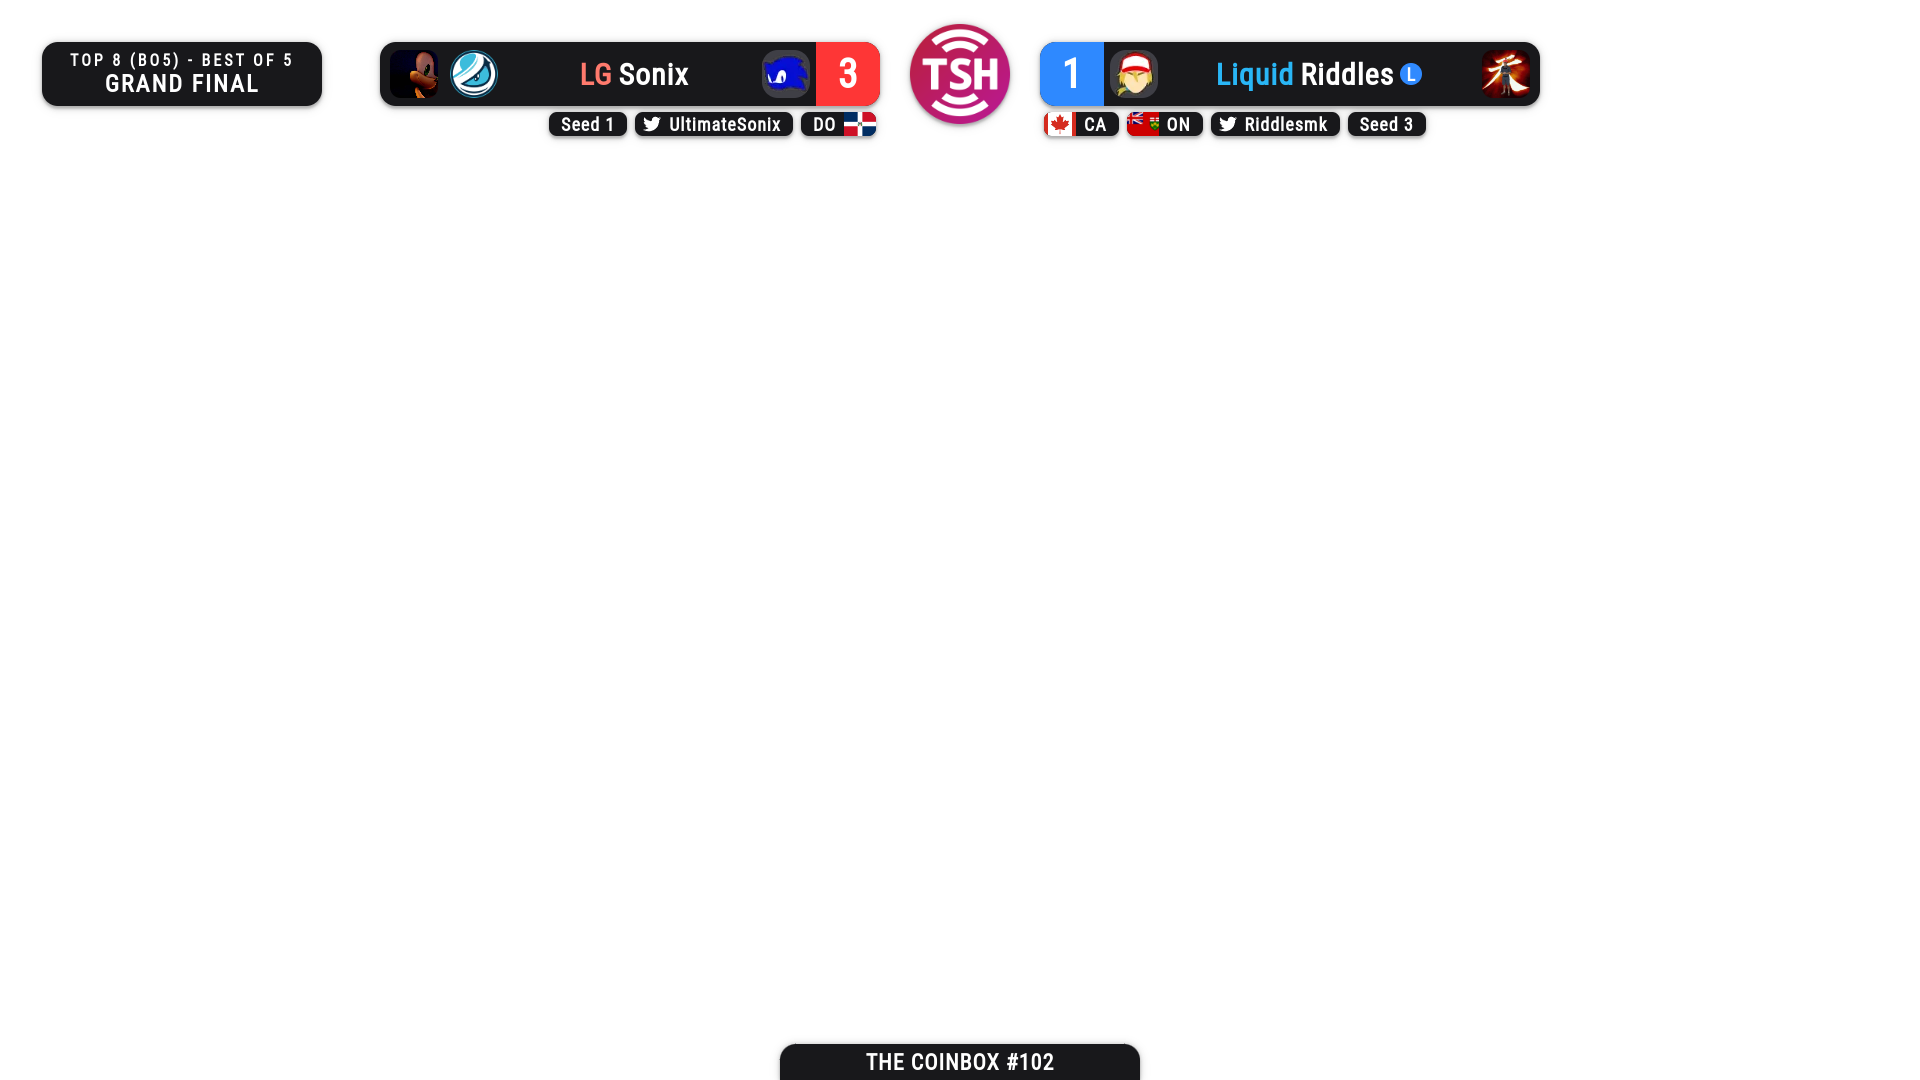 TOP 8 (BO5) - BEST OF 5
GRAND FINAL
LG Sonix
3
TSH
1
Liquid Riddles L
Seed 1
UltimateSonix
DO
CA
ON
Riddlesmk
Seed 3
THE COINBOX #102